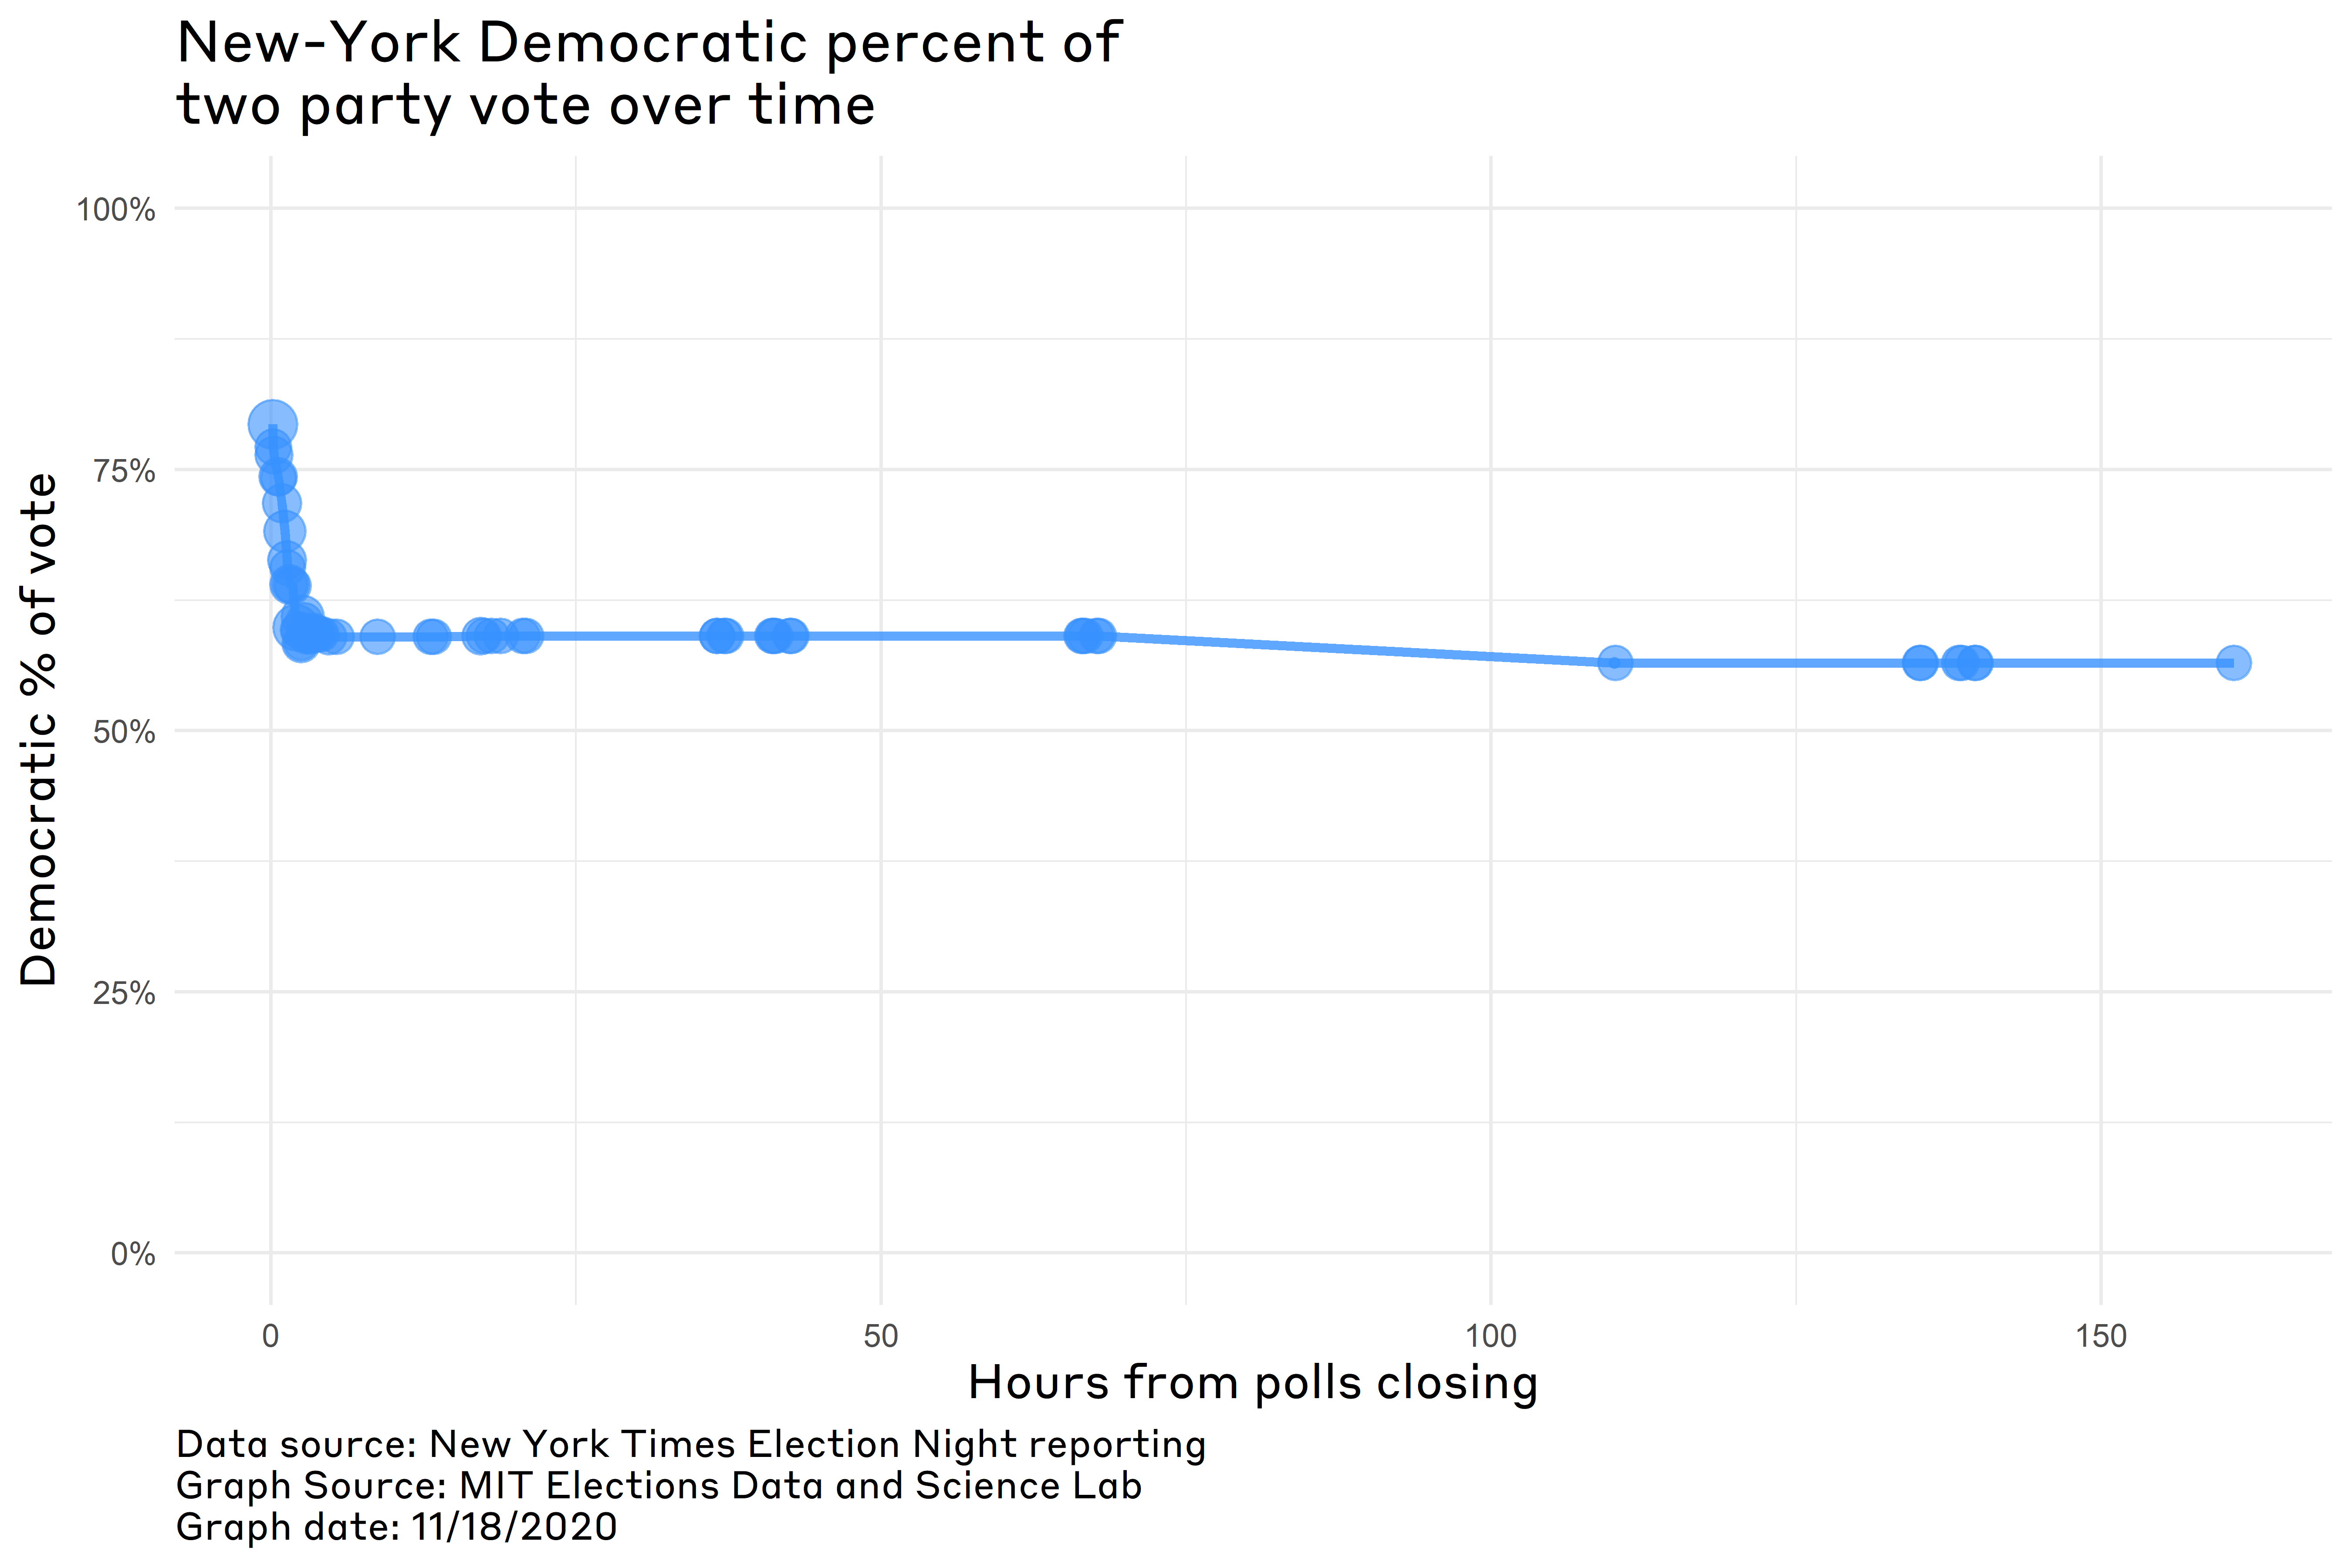 New-York Democratic percent of
two party vote over time
Democratic % of vote
100%
75%
50%
25%
0%
0 50 100 150
Hours from polls closing
Data source: New York Times Election Night reporting
Graph Source: MIT Elections Data and Science Lab
Graph date: 11/18/2020